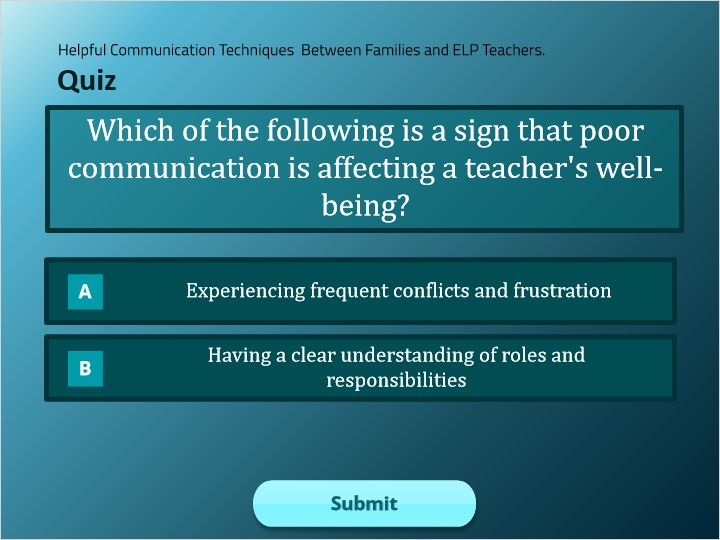 Helpful Communication Techniques  Between Families and ELP Teachers.
Quiz
Which of the following is a sign that poor
communication is affecting a teacher's well-
being?
A Experiencing frequent conflicts and frustration
B Having a clear understanding of roles and
responsibilities
Submit